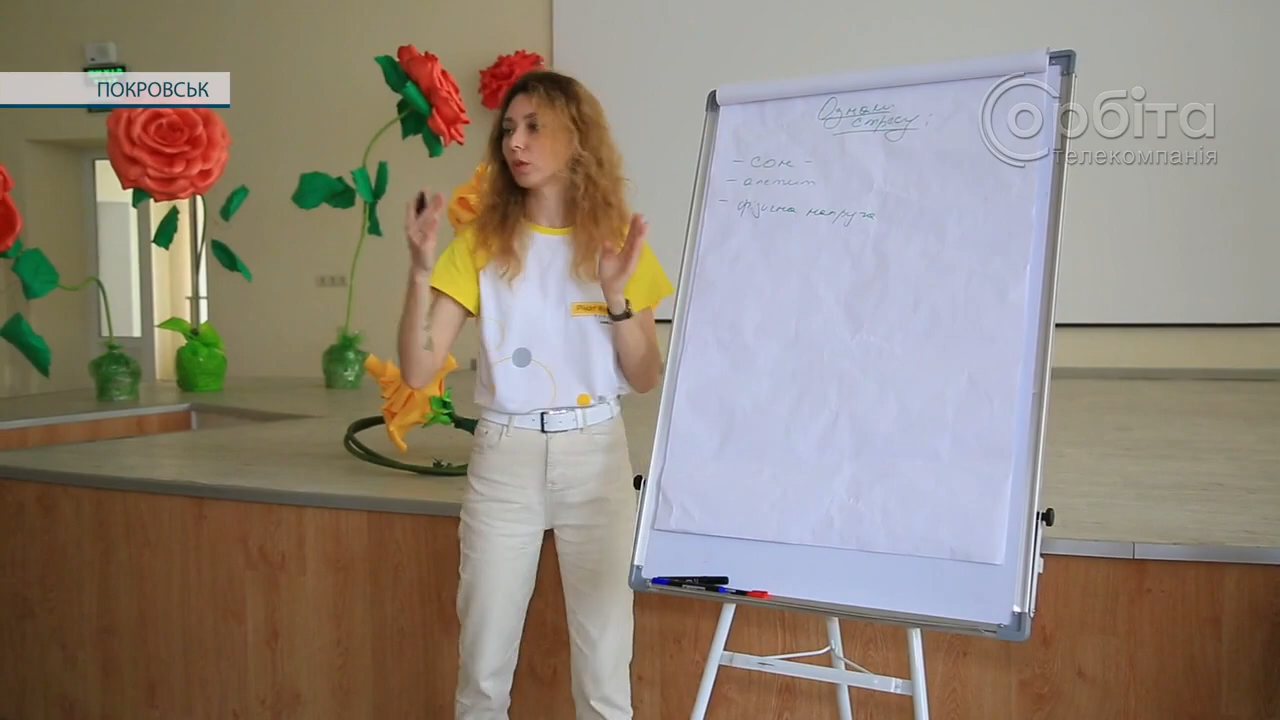 ПОКРОВСЬК
Орбіта
телекомпанія
Ознаки
стресу:
- сон -
- апетит
- фізична напруга